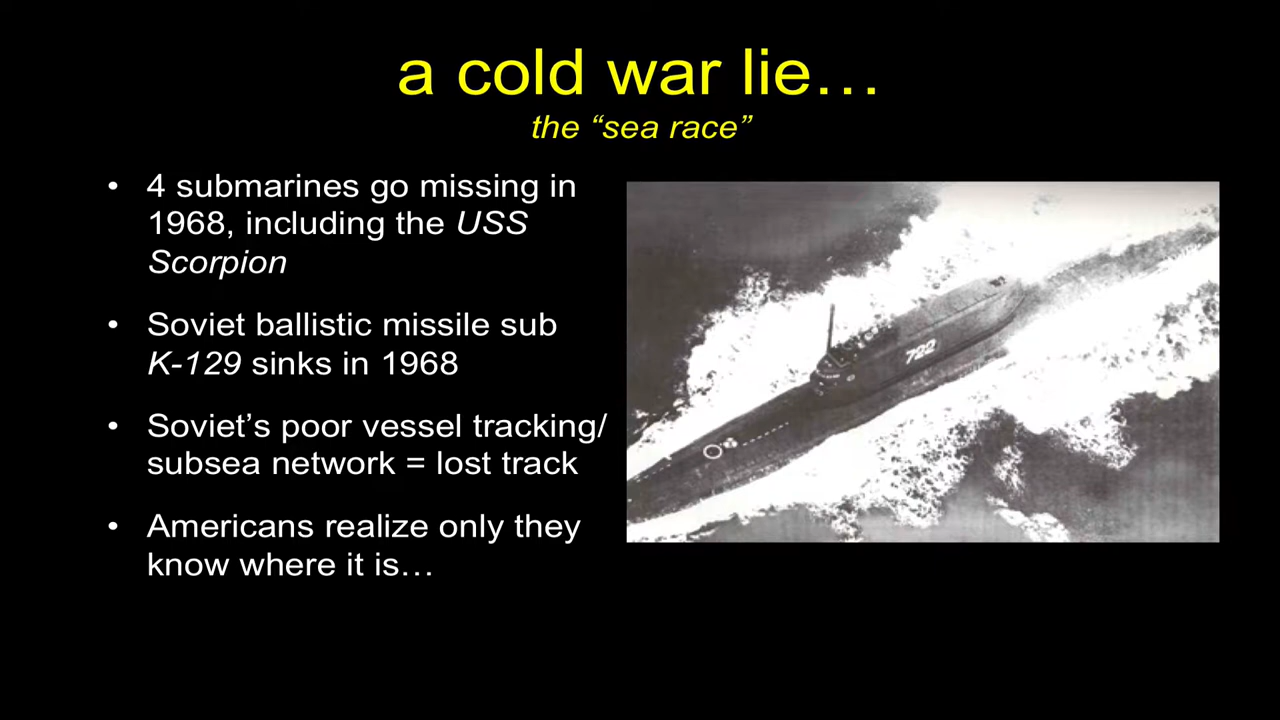 a cold war lie…
the “sea race”
• 4 submarines go missing in
1968, including the USS
Scorpion
• Soviet ballistic missile sub
K-129 sinks in 1968
• Soviet’s poor vessel tracking/
subsea network = lost track
• Americans realize only they
know where it is…
722